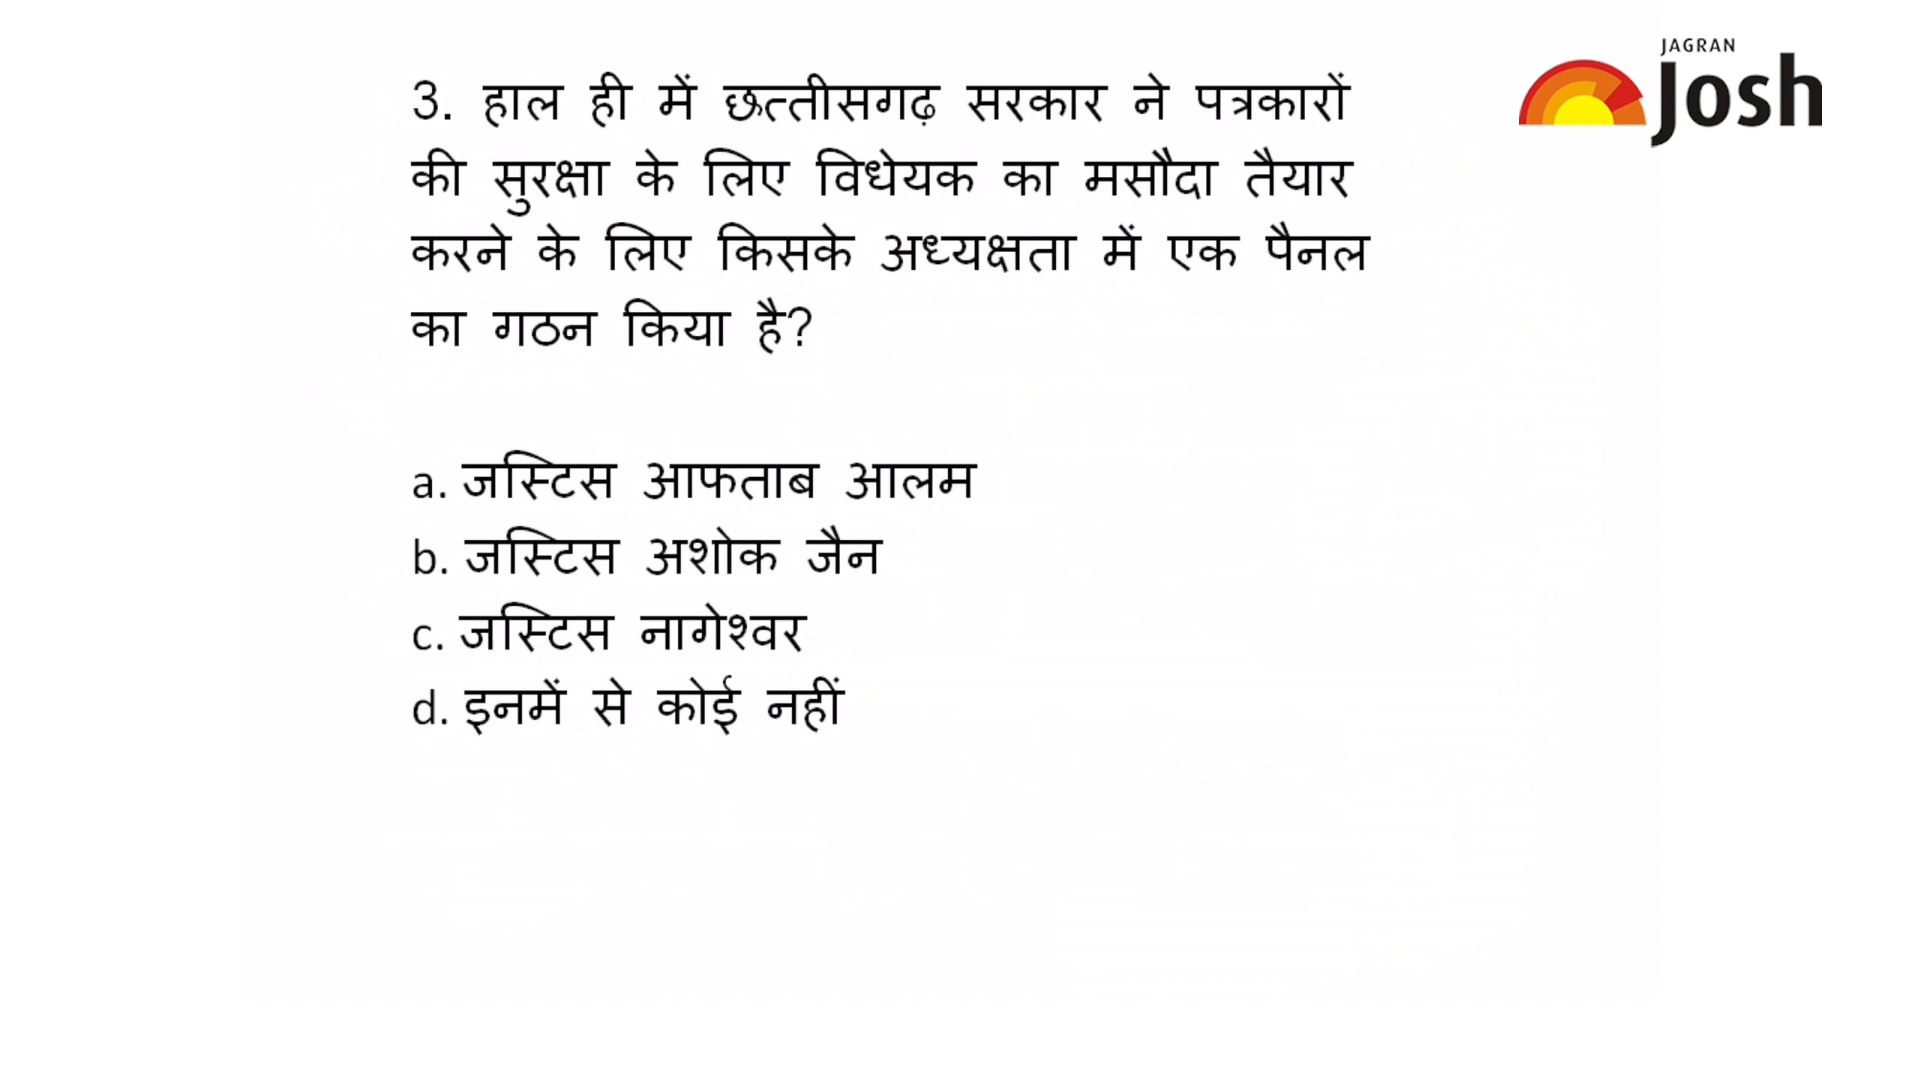 JAGRAN
Josh
3. हाल ही में छत्तीसगढ़ सरकार ने पत्रकारों
की सुरक्षा के लिए विधेयक का मसौदा तैयार
करने के लिए किसके अध्यक्षता में एक पैनल
का गठन किया है?
a. जस्टिस आफताब आलम
b. जस्टिस अशोक जैन
c. जस्टिस नागेश्वर
d. इनमें से कोई नहीं